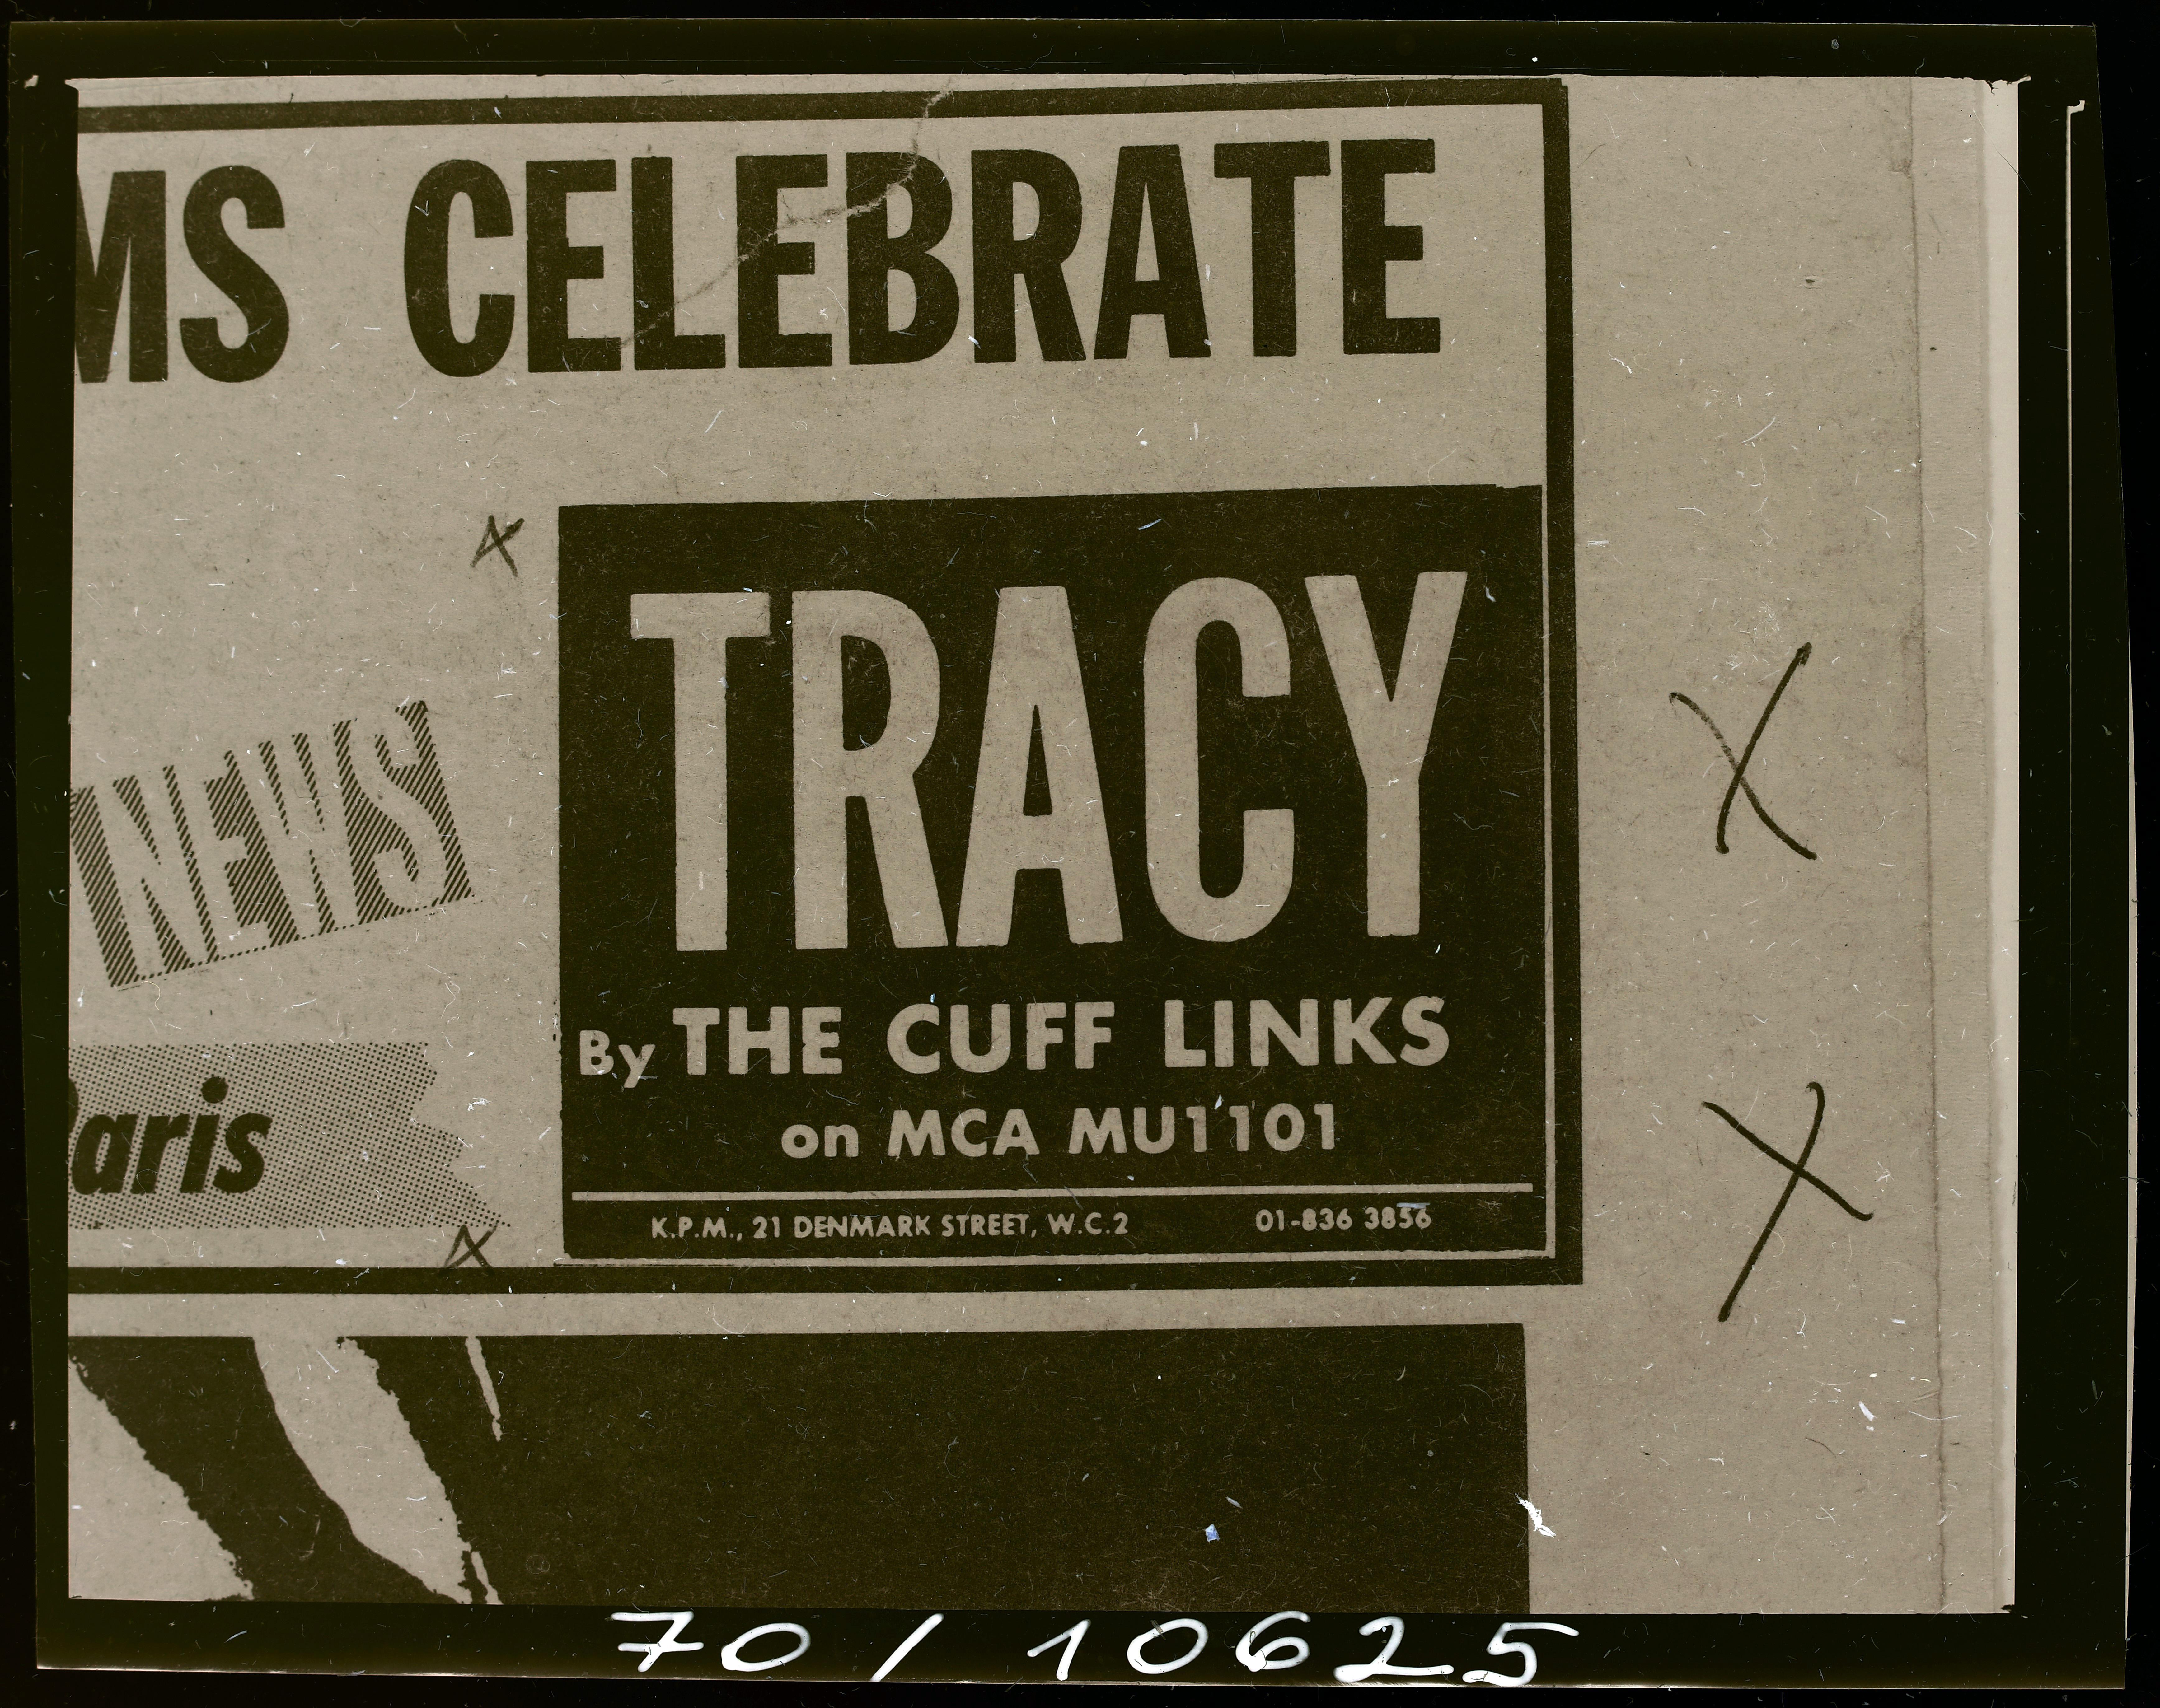 MS CELEBRATE
TRACY
NEWS
By THE CUFF LINKS
on MCA MU1101
aris
K.P.M., 21 DENMARK STREET, W.C.2 01-836 3856
70/10625